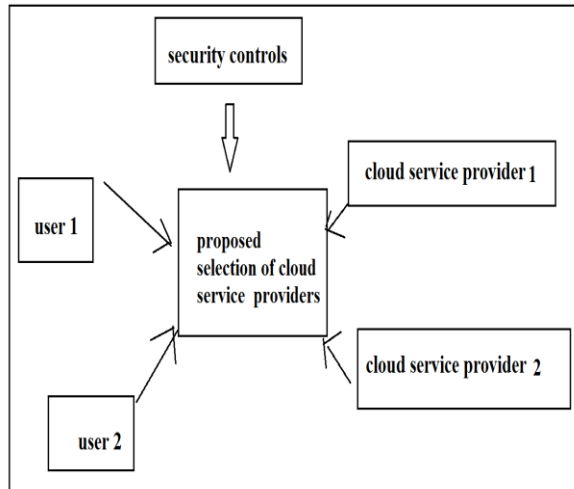 security controls
cloud service provider 1
user 1
proposed
selection of cloud
service providers
cloud service provider 2
user 2